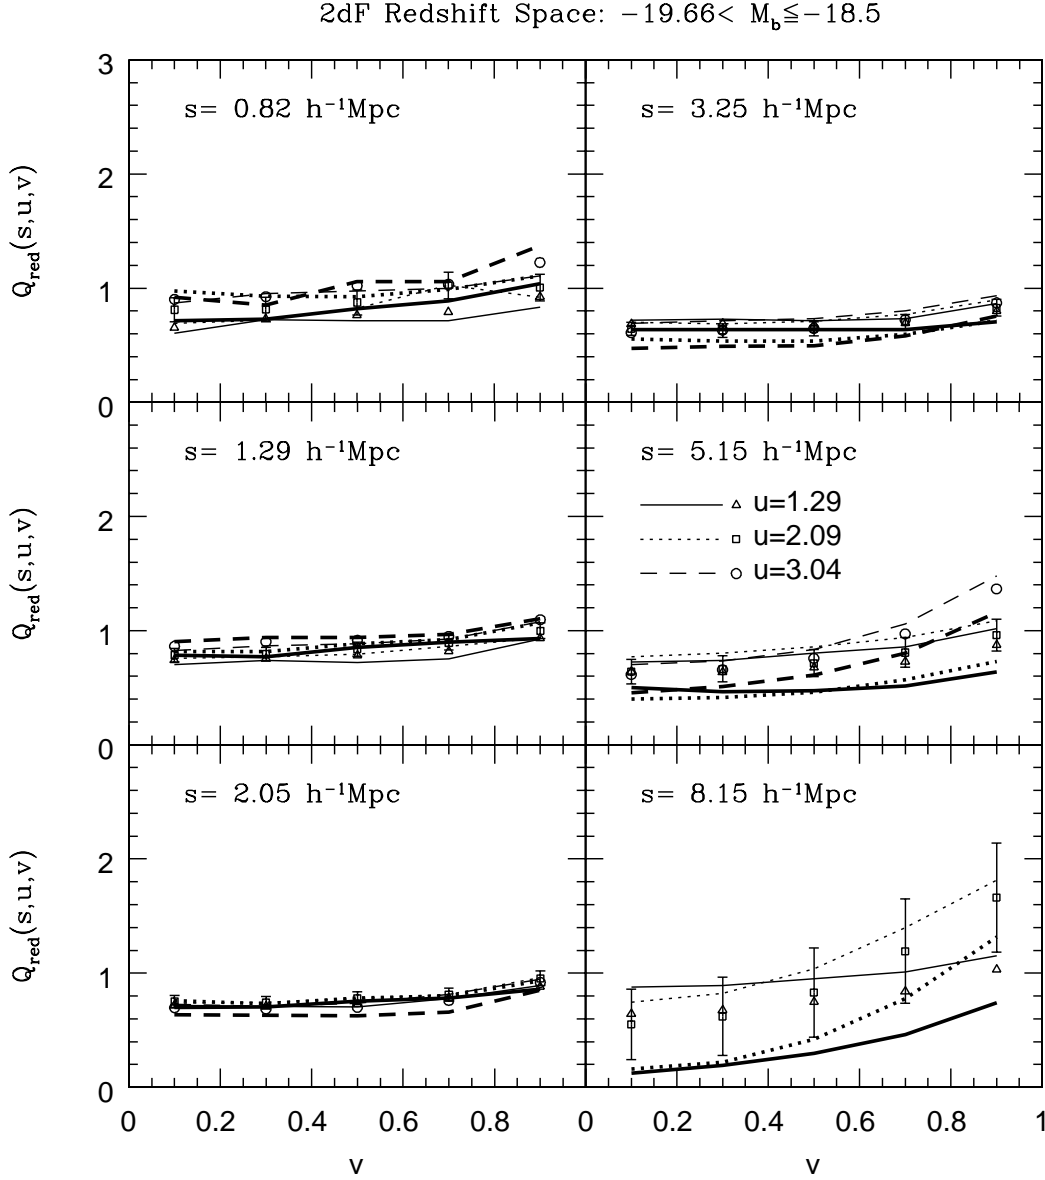 2dF Redshift Space: −19.66< M_b≦−18.5
3
s= 0.82 h⁻¹Mpc
s= 3.25 h⁻¹Mpc
2
Q_red(s,u,v)
1
0
s= 1.29 h⁻¹Mpc
s= 5.15 h⁻¹Mpc
u=1.29
2
u=2.09
u=3.04
Q_red(s,u,v)
1
0
s= 2.05 h⁻¹Mpc
s= 8.15 h⁻¹Mpc
2
Q_red(s,u,v)
1
0
0 0.2 0.4 0.6 0.8 0 0.2 0.4 0.6 0.8 1
v v